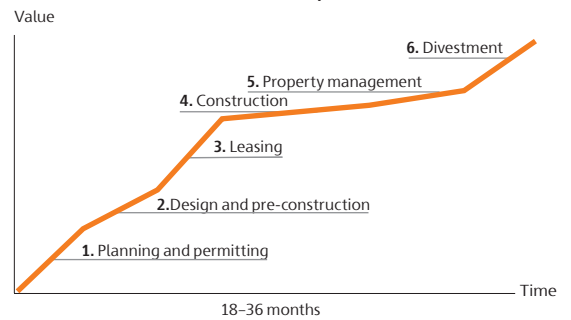 Value
6. Divestment
5. Property management
4. Construction
3. Leasing
2.Design and pre-construction
1. Planning and permitting
Time
18–36 months